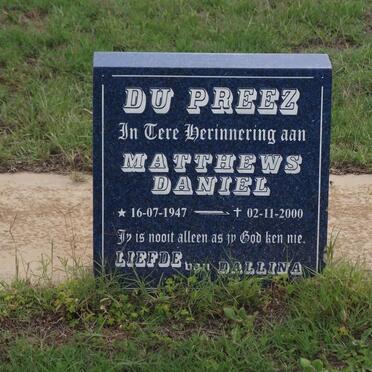 DU PREEZ
In Tere Herinnering aan
MATTHEWS
DANIEL
★ 16-07-1947 — ✝ 02-11-2000
Jy is nooit alleen as jy God ken nie.
LIEFDE van DALLINA